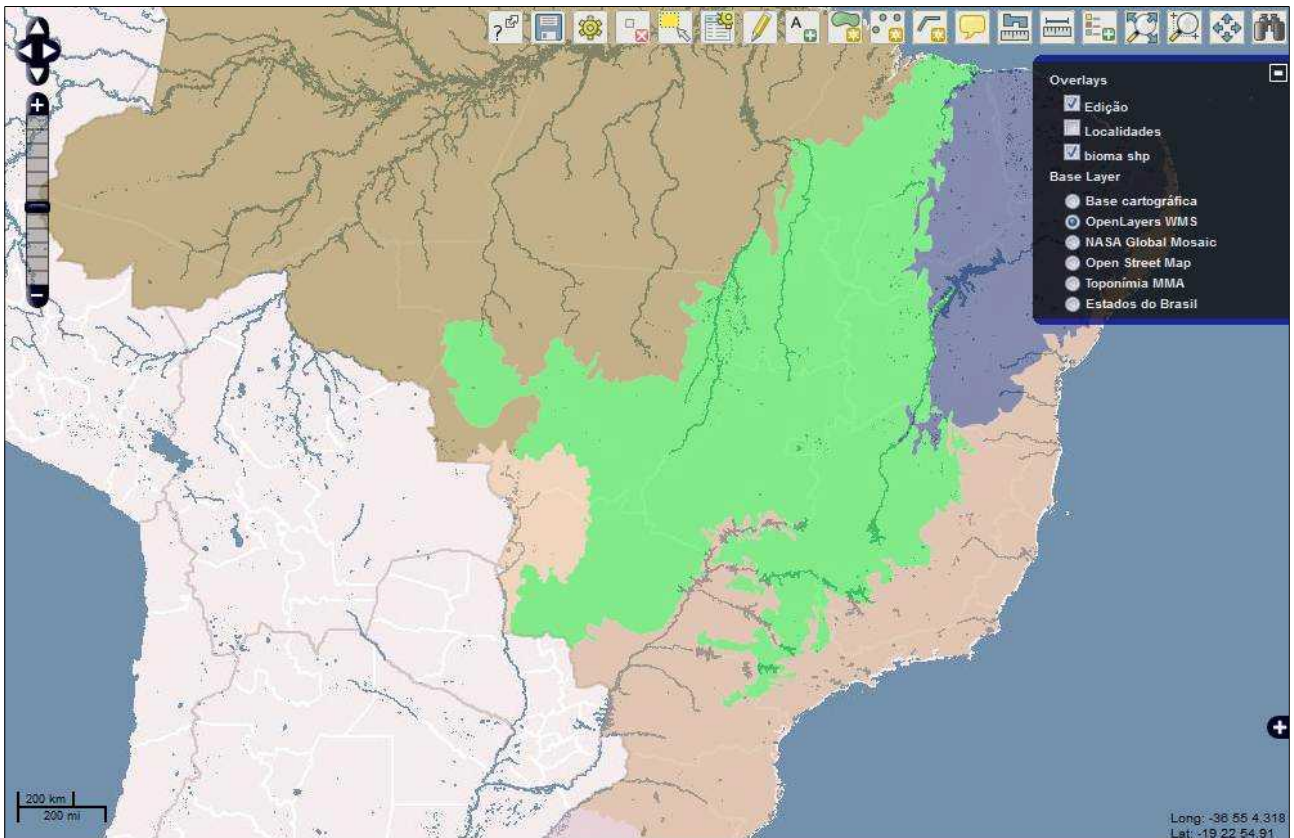 Overlays
Edição
Localidades
bioma shp
Base Layer
Base cartográfica
OpenLayers WMS
NASA Global Mosaic
Open Street Map
Toponímia MMA
Estados do Brasil
200 km
200 mi
Long: -36 55 4.318
Lat: -19 22 54.91